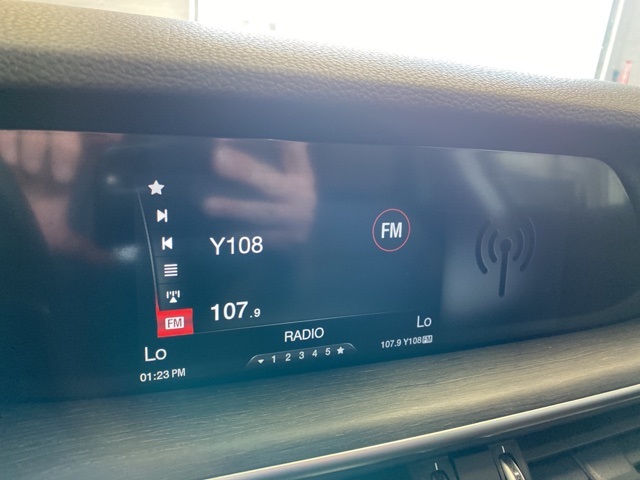 Y108
FM
107.9
FM
RADIO
Lo
Lo
1 2 3 4 5
107.9 Y108 FM
01:23 PM